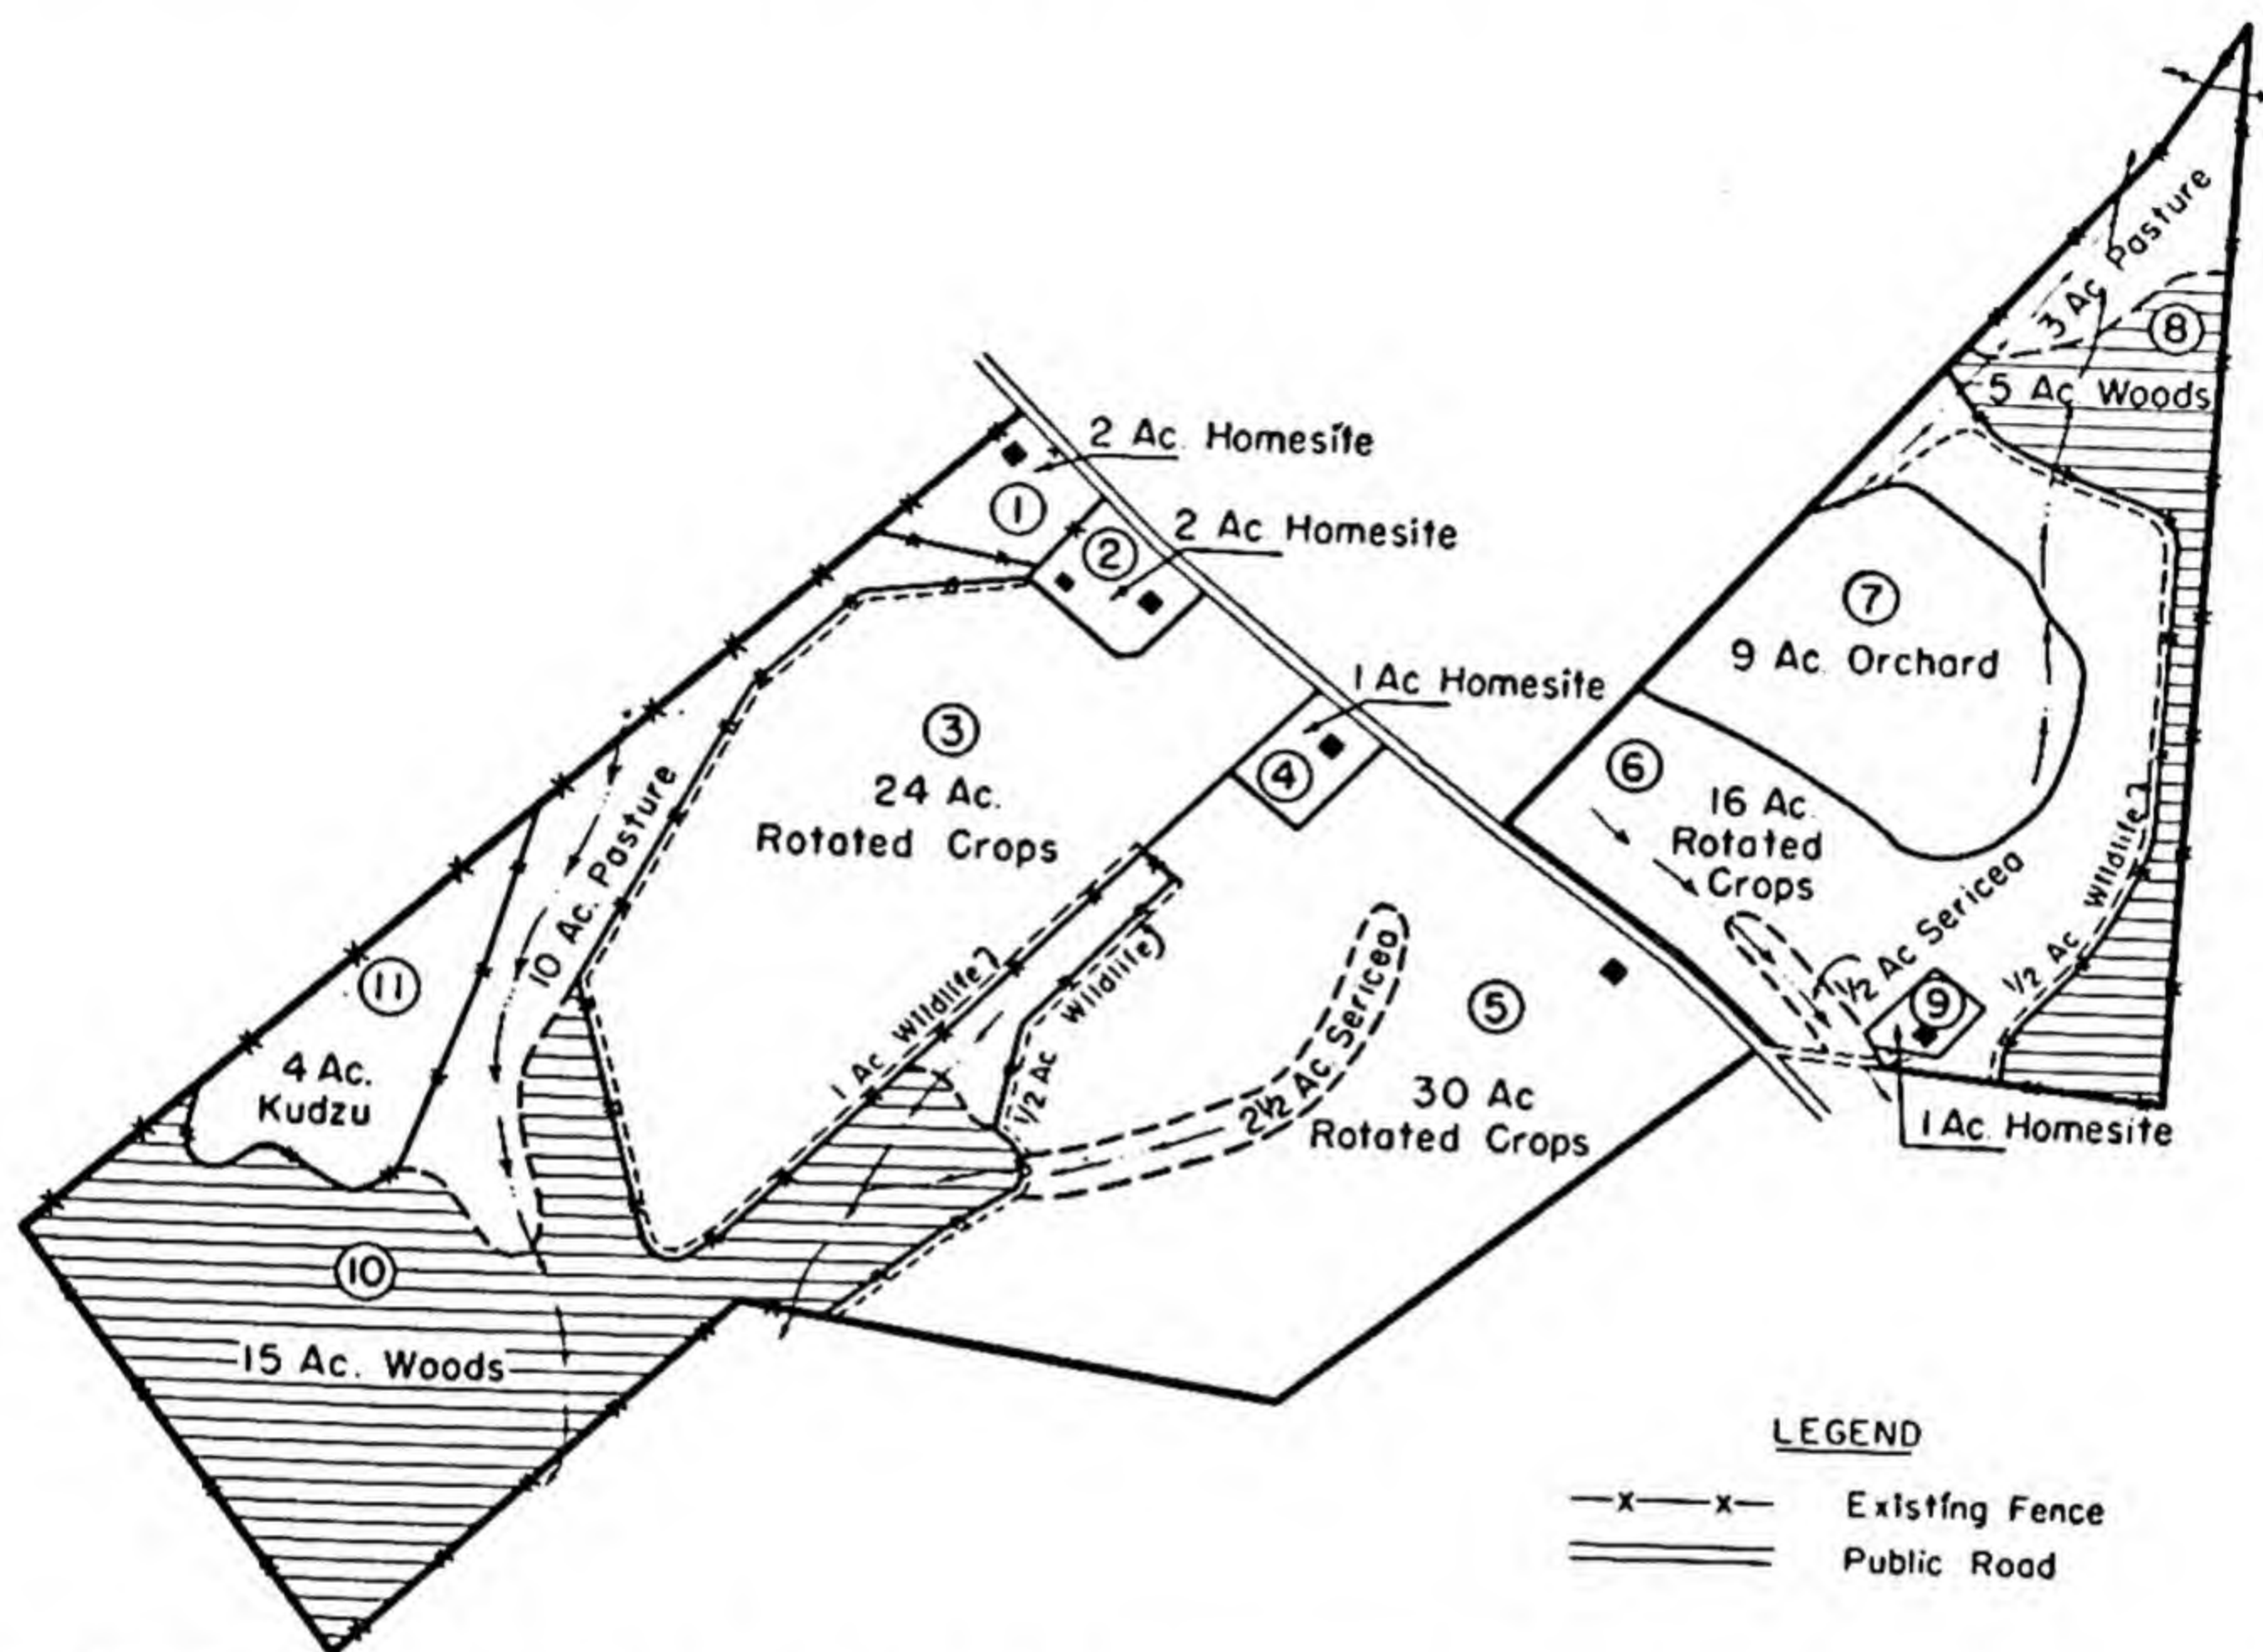 3 Ac Pasture
8
5 Ac Woods
2 Ac. Homesite
1
2 Ac Homesite
2
7
9 Ac. Orchard
1 Ac Homesite
3
24 Ac.
Rotated Crops
4
6
16 Ac.
Rotated
Crops
10 Ac. Pasture
½ Ac Sericea
½ Ac Wildlife
9
1 Ac Wildlife
½ Ac Wildlife
2½ Ac. Sericea
5
30 Ac
Rotated Crops
11
4 Ac.
Kudzu
1 Ac. Homesite
10
15 Ac. Woods
LEGEND
x x Existing Fence
Public Road